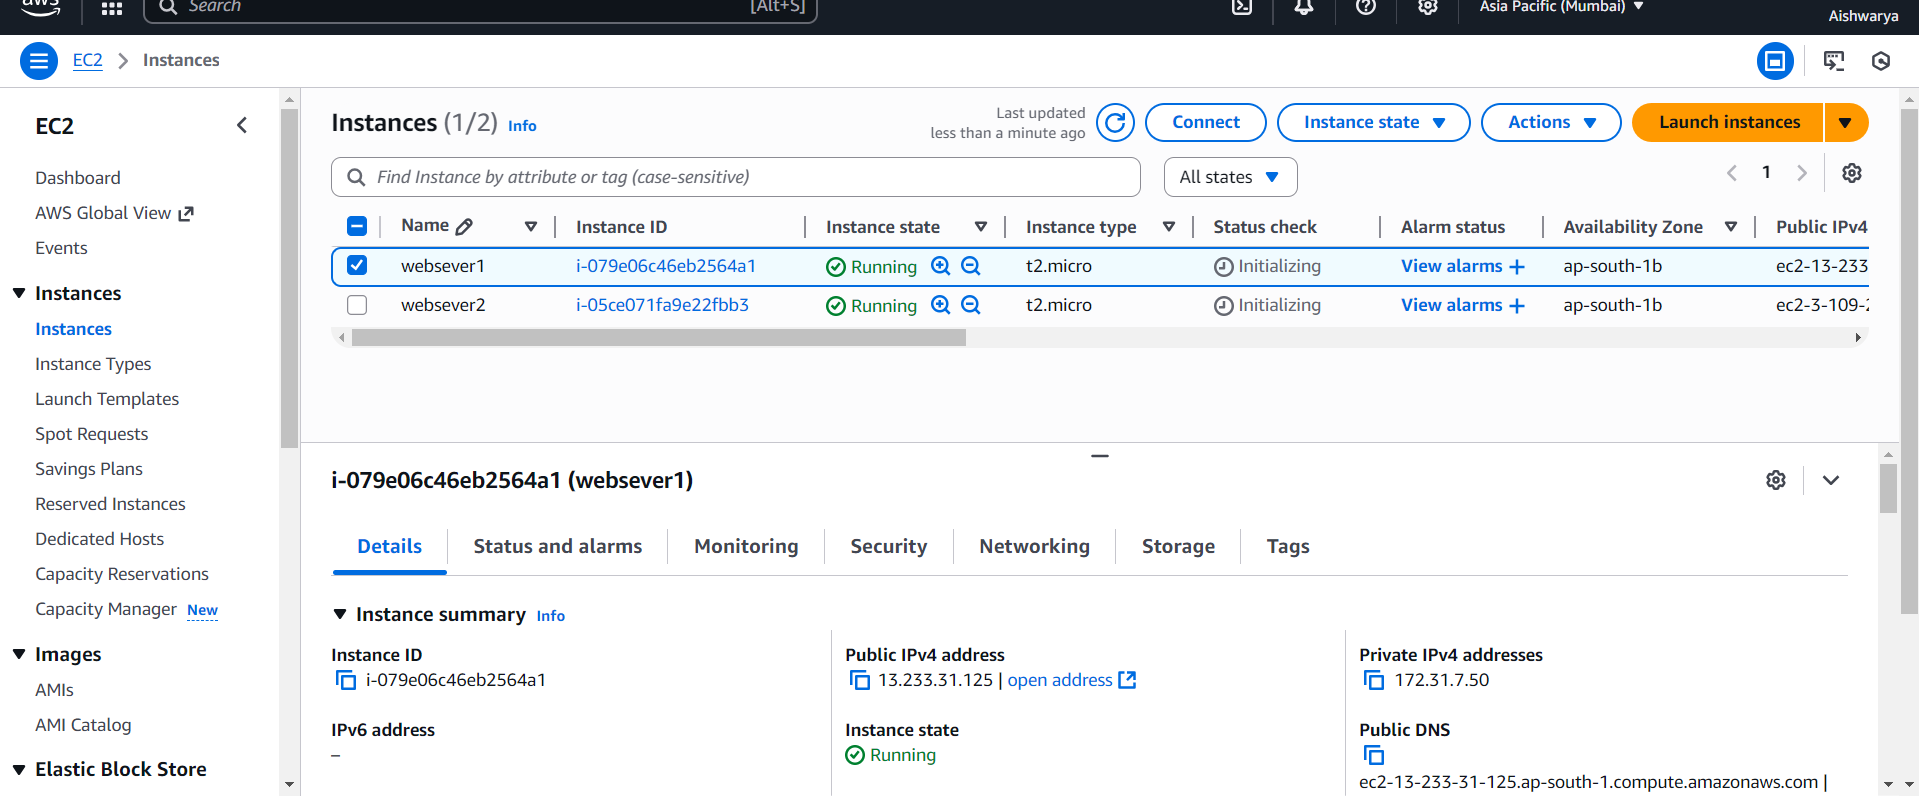 aws
Search
[Alt+S]
Asia Pacific (Mumbai)
Aishwarya
EC2
Instances
EC2
Dashboard
AWS Global View
Events
Instances
Instances
Instance Types
Launch Templates
Spot Requests
Savings Plans
Reserved Instances
Dedicated Hosts
Capacity Reservations
Capacity Manager New
Images
AMIs
AMI Catalog
Elastic Block Store
Instances (1/2) Info
Last updated
less than a minute ago
Connect
Instance state
Actions
Launch instances
Find Instance by attribute or tag (case-sensitive)
All states
1
Name Instance ID Instance state Instance type Status check Alarm status Availability Zone Public IPv4
websever1 i-079e06c46eb2564a1 Running t2.micro Initializing View alarms + ap-south-1b ec2-13-233
websever2 i-05ce071fa9e22fbb3 Running t2.micro Initializing View alarms + ap-south-1b ec2-3-109-2
i-079e06c46eb2564a1 (websever1)
Details Status and alarms Monitoring Security Networking Storage Tags
Instance summary Info
Instance ID
i-079e06c46eb2564a1
Public IPv4 address
13.233.31.125 | open address
Private IPv4 addresses
172.31.7.50
IPv6 address
–
Instance state
Running
Public DNS
ec2-13-233-31-125.ap-south-1.compute.amazonaws.com |